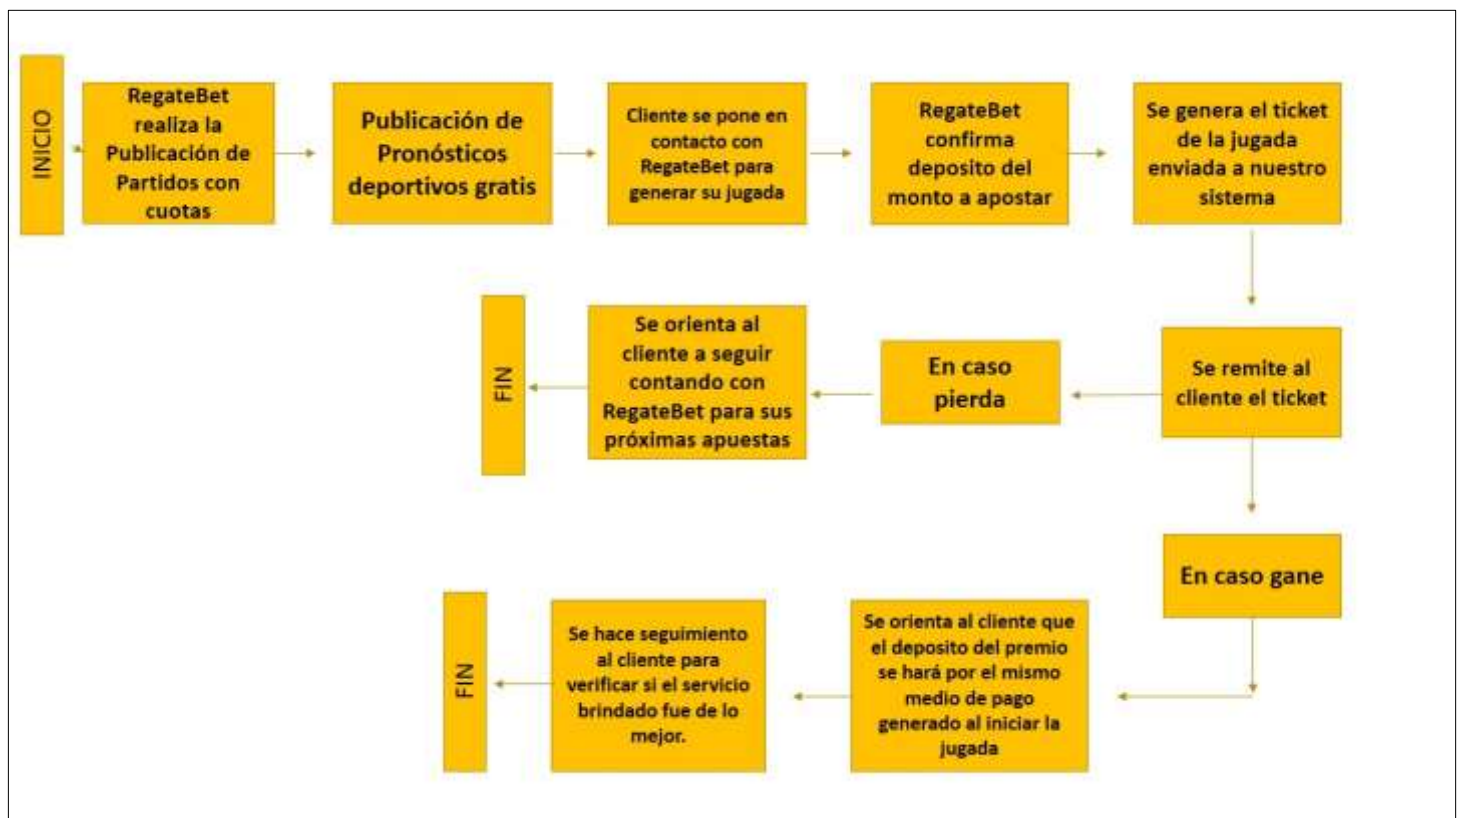 INICIO
RegateBet
realiza la
Publicación de
Partidos con
cuotas
Publicación de
Pronósticos
deportivos gratis
Cliente se pone en
contacto con
RegateBet para
generar su jugada
RegateBet
confirma
deposito del
monto a apostar
Se genera el ticket
de la jugada
enviada a nuestro
sistema
Se remite al
cliente el ticket
En caso
pierda
Se orienta al
cliente a seguir
contando con
RegateBet para sus
próximas apuestas
FIN
En caso gane
Se orienta al cliente que
el deposito del premio
se hará por el mismo
medio de pago
generado al iniciar la
jugada
Se hace seguimiento
al cliente para
verificar si el servicio
brindado fue de lo
mejor.
FIN